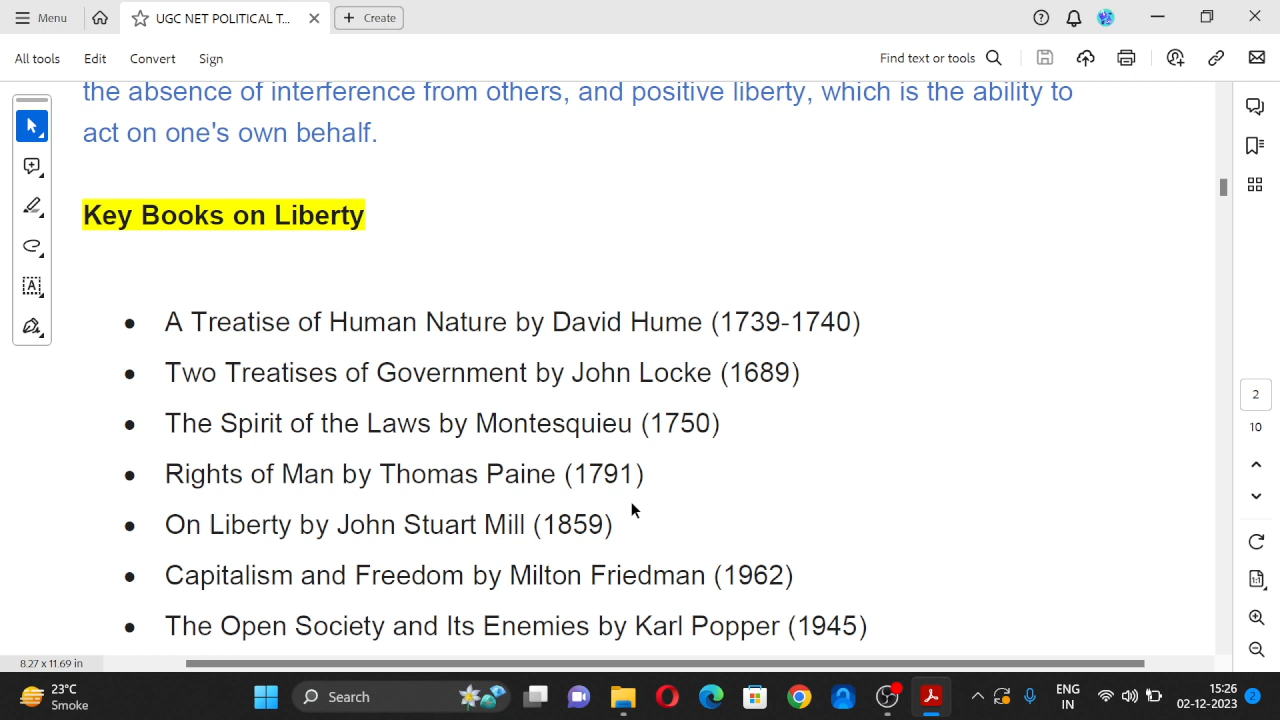 Menu
UGC NET POLITICAL T...
Create
All tools
Edit
Convert
Sign
Find text or tools
the absence of interference from others, and positive liberty, which is the ability to
act on one's own behalf.
Key Books on Liberty
• A Treatise of Human Nature by David Hume (1739-1740)
• Two Treatises of Government by John Locke (1689)
• The Spirit of the Laws by Montesquieu (1750)
• Rights of Man by Thomas Paine (1791)
• On Liberty by John Stuart Mill (1859)
• Capitalism and Freedom by Milton Friedman (1962)
• The Open Society and Its Enemies by Karl Popper (1945)
2
10
1:1
8.27 x 11.69 in
23°C
Smoke
Search
ENG
IN
15:26
02-12-2023
2